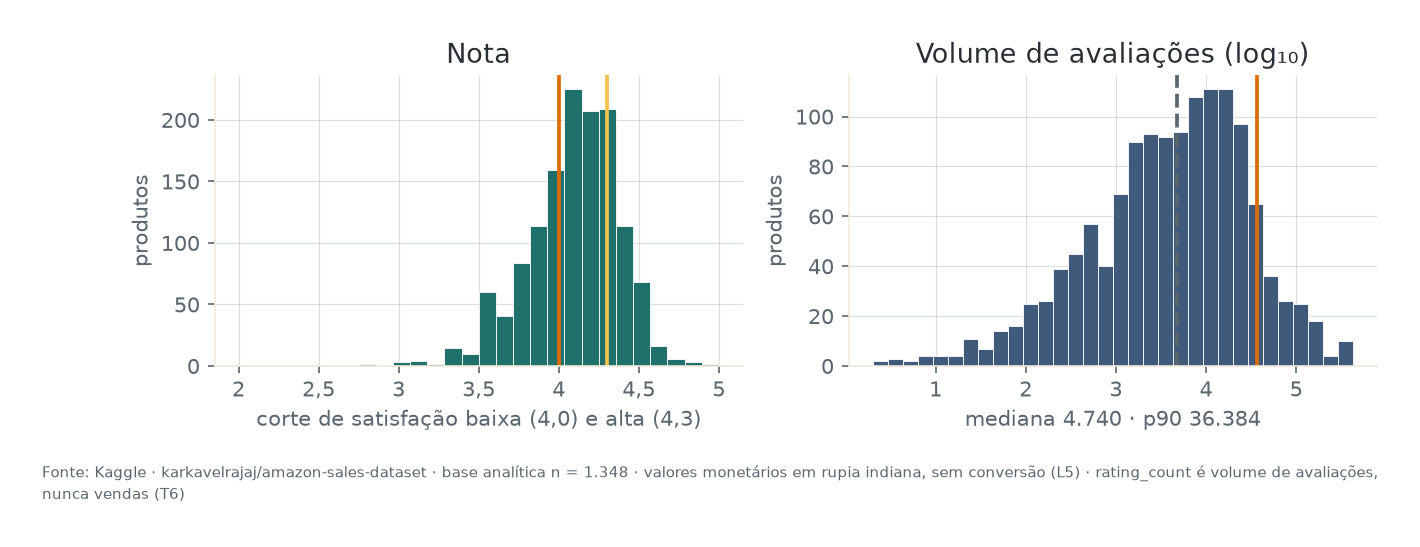 Nota
200
150
100
50
0
produtos
2
2,5
3
3,5
4
4,5
5
corte de satisfação baixa (4,0) e alta (4,3)
Volume de avaliações (log₁₀)
100
80
60
40
20
0
produtos
1
2
3
4
5
mediana 4.740 · p90 36.384
Fonte: Kaggle · karkavelrajaj/amazon-sales-dataset · base analítica n = 1.348 · valores monetários em rupia indiana, sem conversão (L5) · rating_count é volume de avaliações,
nunca vendas (T6)